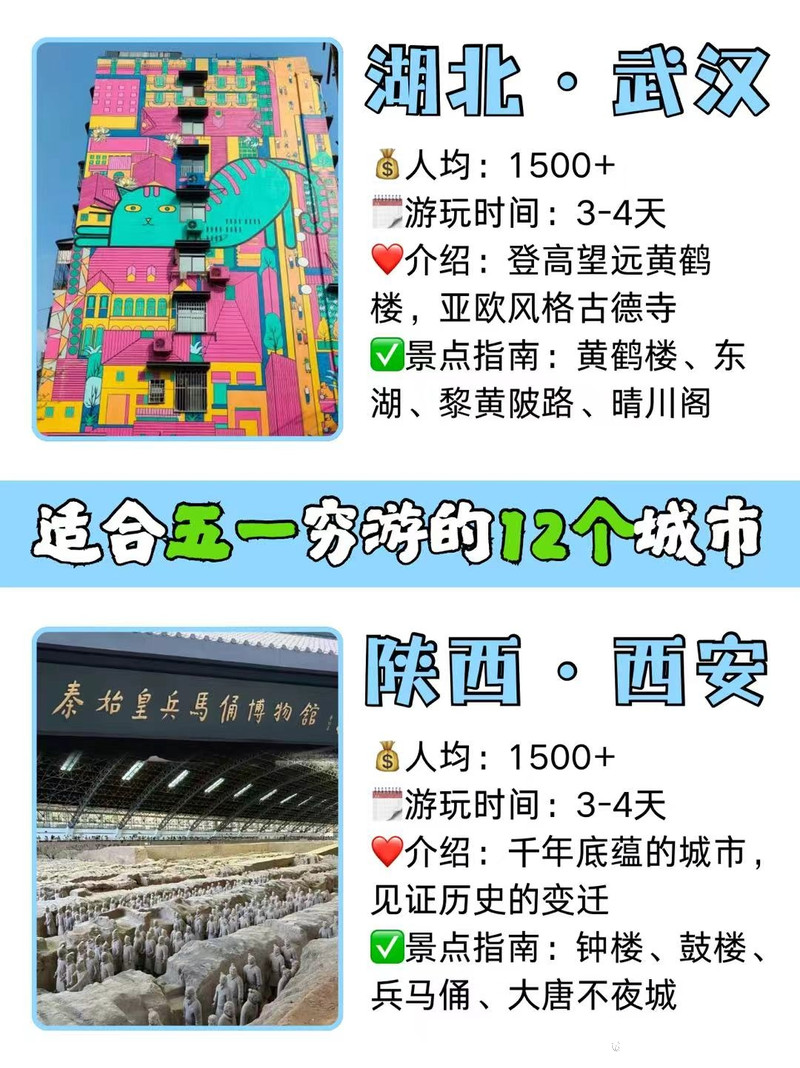 湖北·武汉
💰人均：1500+
🗓️游玩时间：3-4天
❤️介绍：登高望远黄鹤
楼，亚欧风格古德寺
✅景点指南：黄鹤楼、东
湖、黎黄陂路、晴川阁
适合五一穷游的12个城市
秦始皇兵馬俑博物館
陕西·西安
💰人均：1500+
🗓️游玩时间：3-4天
❤️介绍：千年底蕴的城市，
见证历史的变迁
✅景点指南：钟楼、鼓楼、
兵马俑、大唐不夜城